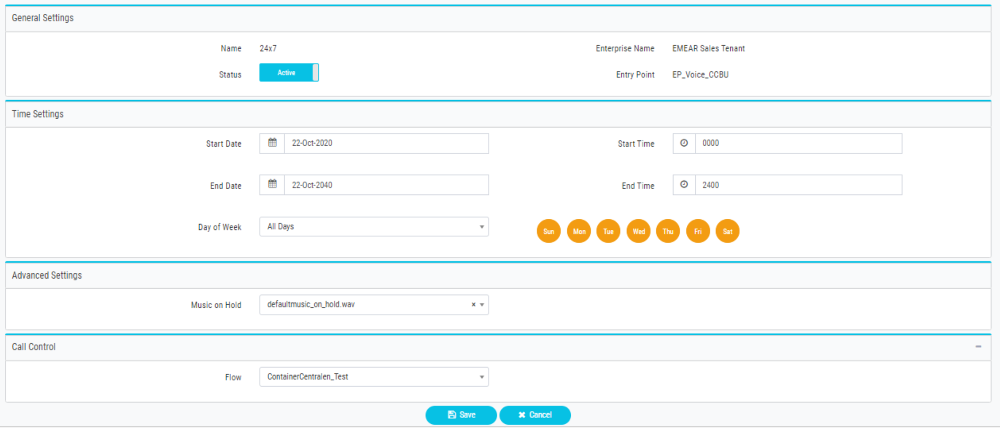 General Settings
Name 24x7 Enterprise Name EMEAR Sales Tenant
Status Active Entry Point EP_Voice_CCBU
Time Settings
Start Date 22-Oct-2020 Start Time 0000
End Date 22-Oct-2040 End Time 2400
Day of Week All Days Sun Mon Tue Wed Thu Fri Sat
Advanced Settings
Music on Hold defaultmusic_on_hold.wav
Call Control
Flow ContainerCentralen_Test
Save Cancel